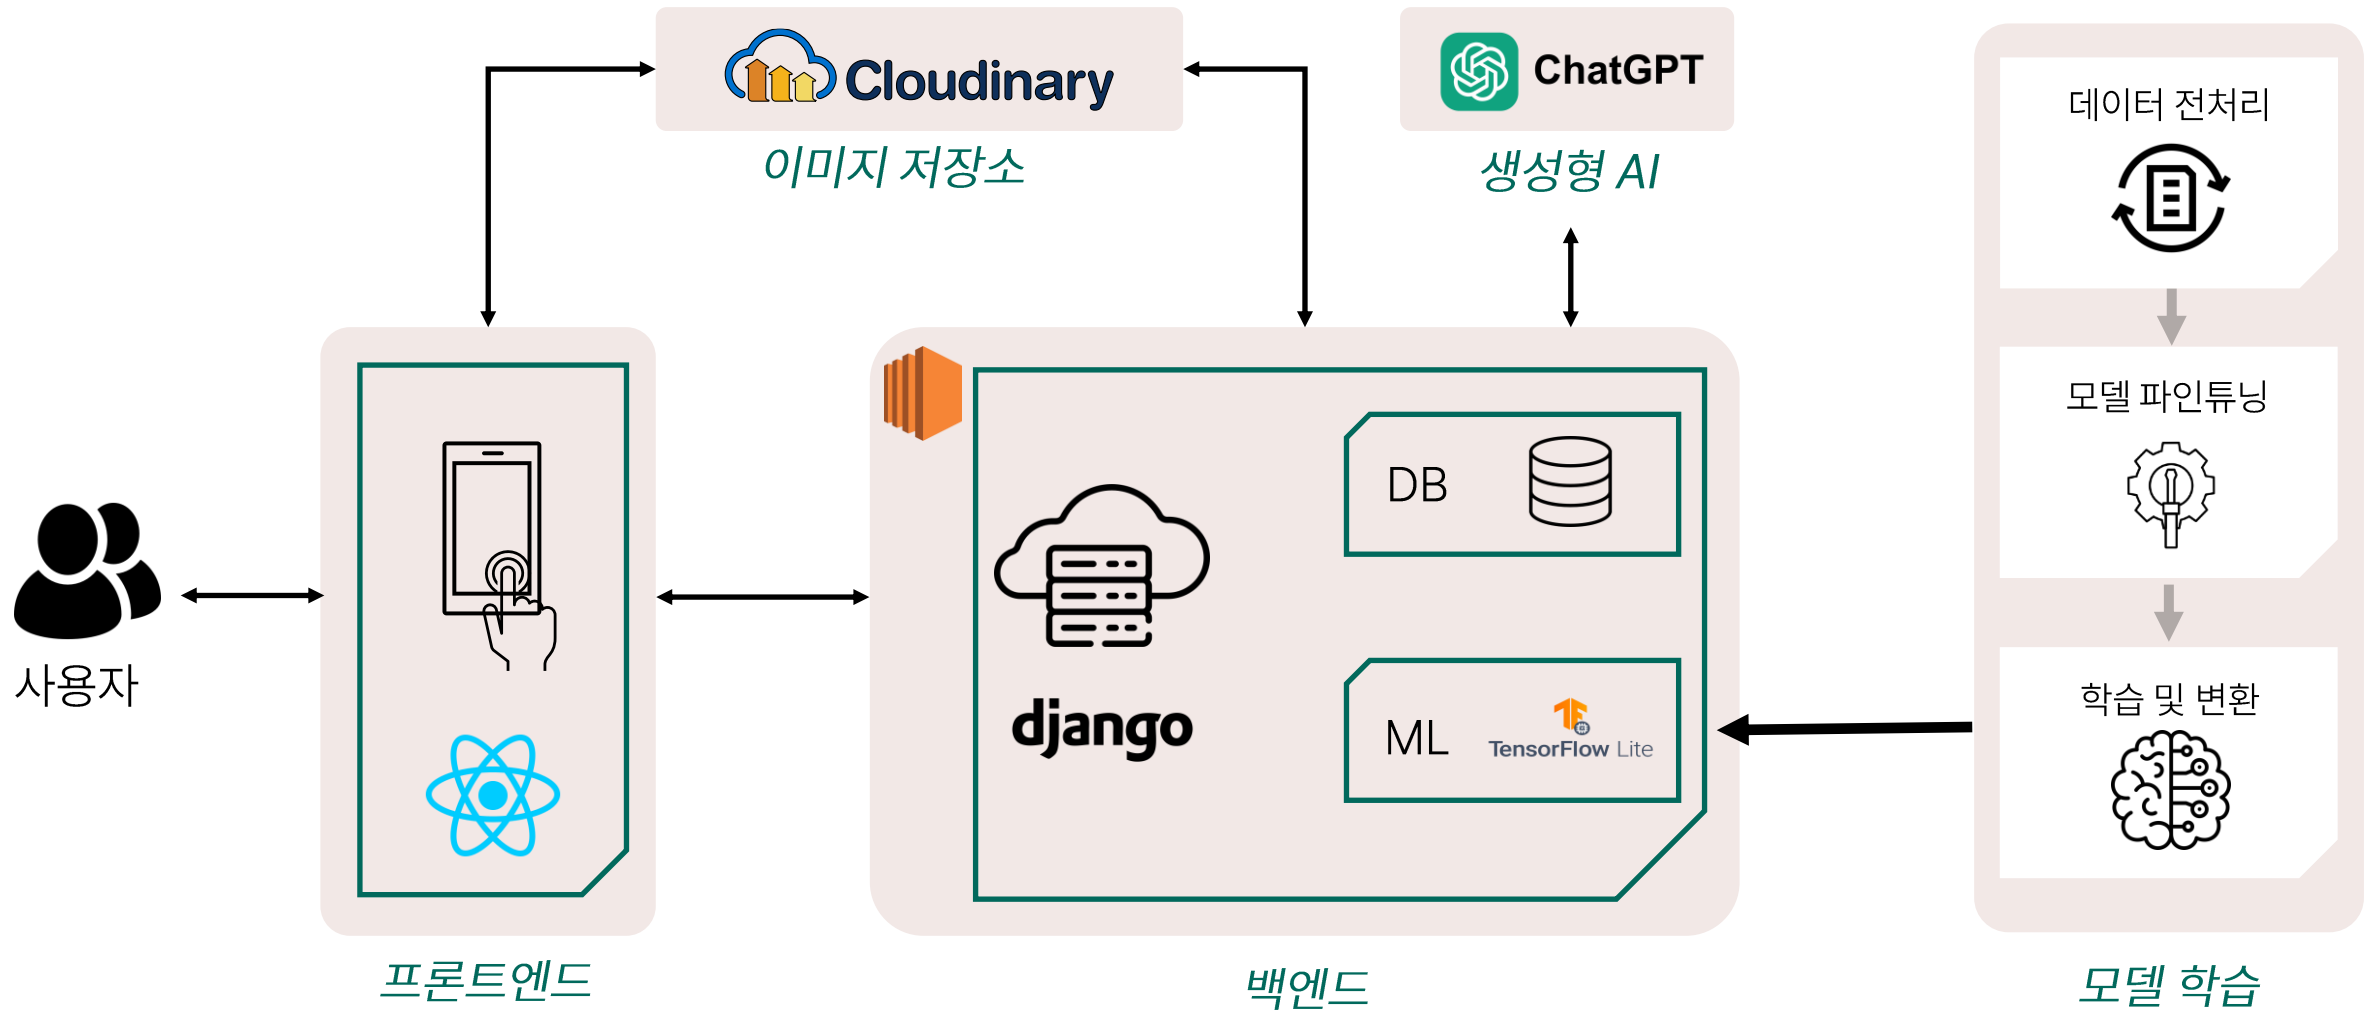 Cloudinary
이미지 저장소
ChatGPT
생성형 AI
사용자
프론트엔드
django
DB
ML
TensorFlow Lite
백엔드
데이터 전처리
모델 파인튜닝
학습 및 변환
모델 학습